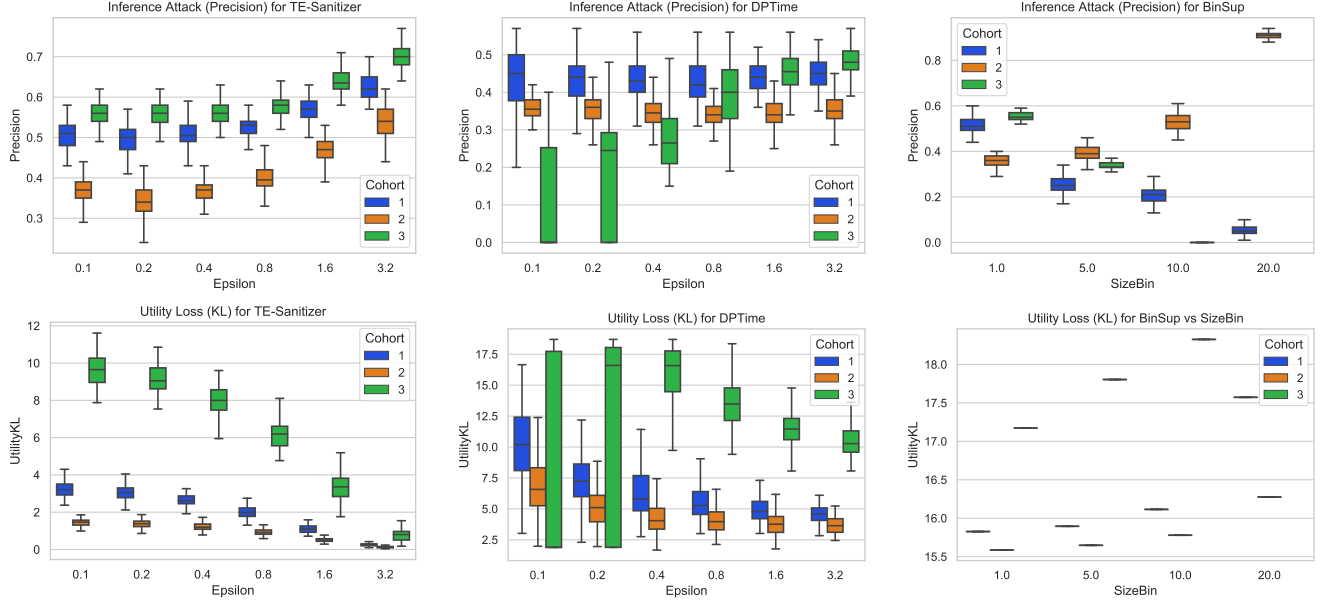 Inference Attack (Precision) for TE-Sanitizer
Precision
0.7
0.6
0.5
0.4
0.3
Cohort
1
2
3
0.1 0.2 0.4 0.8 1.6 3.2
Epsilon
Inference Attack (Precision) for DPTime
Precision
0.5
0.4
0.3
0.2
0.1
0.0
Cohort
1
2
3
0.1 0.2 0.4 0.8 1.6 3.2
Epsilon
Inference Attack (Precision) for BinSup
Precision
0.8
0.6
0.4
0.2
0.0
Cohort
1
2
3
1.0 5.0 10.0 20.0
SizeBin
Utility Loss (KL) for TE-Sanitizer
UtilityKL
12
10
8
6
4
2
0
Cohort
1
2
3
0.1 0.2 0.4 0.8 1.6 3.2
Epsilon
Utility Loss (KL) for DPTime
UtilityKL
17.5
15.0
12.5
10.0
7.5
5.0
2.5
Cohort
1
2
3
0.1 0.2 0.4 0.8 1.6 3.2
Epsilon
Utility Loss (KL) for BinSup vs SizeBin
UtilityKL
18.0
17.5
17.0
16.5
16.0
15.5
Cohort
1
2
3
1.0 5.0 10.0 20.0
SizeBin